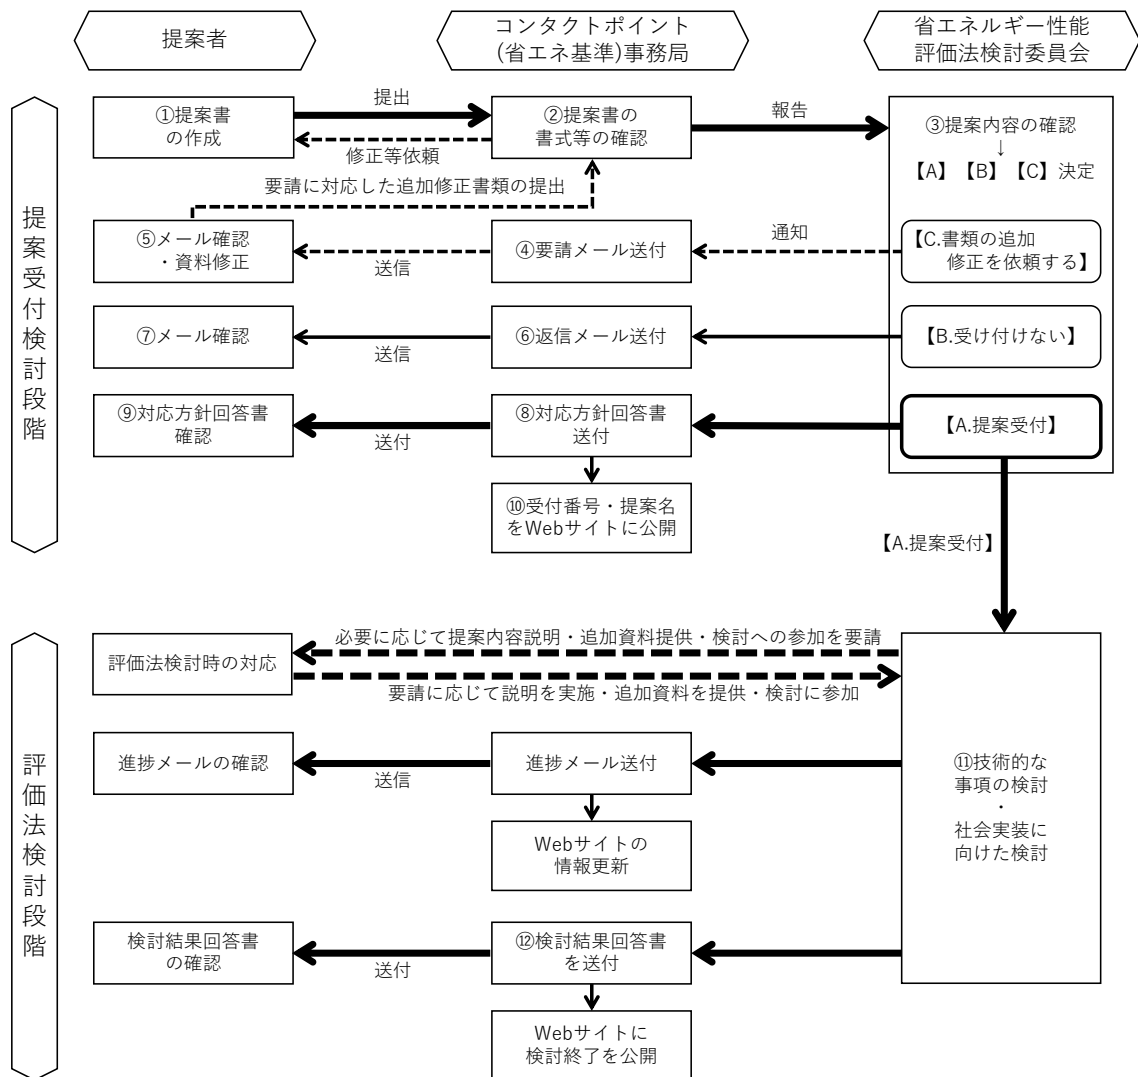 提案者
コンタクトポイント
(省エネ基準)事務局
省エネルギー性能
評価法検討委員会
提案受付検討段階
①提案書
の作成
提出
修正等依頼
②提案書の
書式等の確認
報告
③提案内容の確認
↓
【A】【B】【C】決定
要請に対応した追加修正書類の提出
⑤メール確認
・資料修正
送信
④要請メール送付
通知
【C.書類の追加
修正を依頼する】
⑦メール確認
送信
⑥返信メール送付
【B.受け付けない】
⑨対応方針回答書
確認
送付
⑧対応方針回答書
送付
【A.提案受付】
⑩受付番号・提案名
をWebサイトに公開
【A.提案受付】
評価法検討段階
評価法検討時の対応
必要に応じて提案内容説明・追加資料提供・検討への参加を要請
要請に応じて説明を実施・追加資料を提供・検討に参加
進捗メールの確認
送信
進捗メール送付
⑪技術的な
事項の検討
・
社会実装に
向けた検討
Webサイトの
情報更新
検討結果回答書
の確認
送付
⑫検討結果回答書
を送付
Webサイトに
検討終了を公開